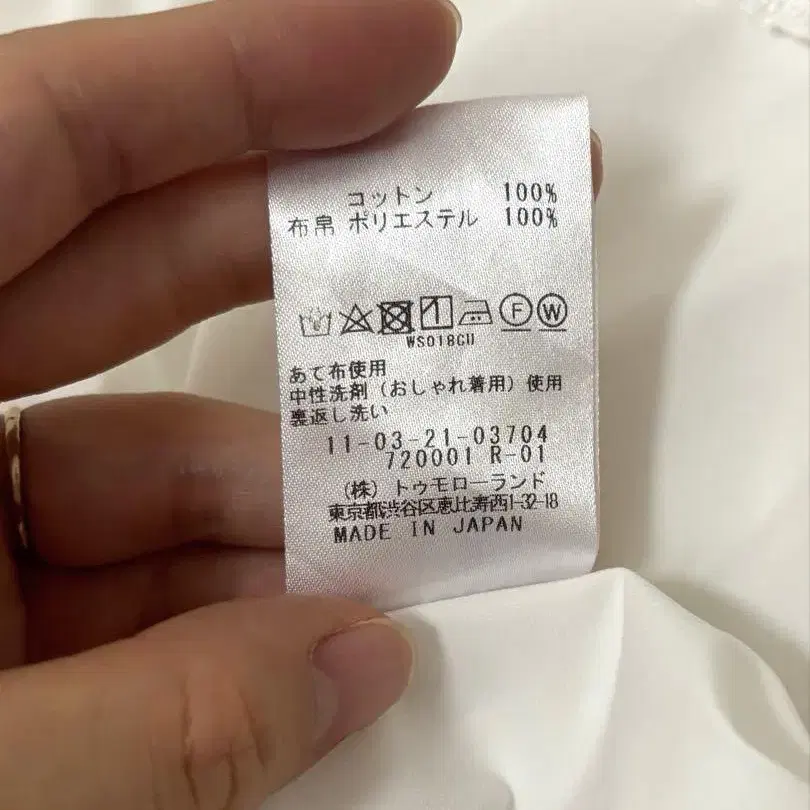 コットン 100%
布帛 ポリエステル 100%
F W
WS018CU
あて布使用
中性洗剤（おしゃれ着用）使用
裏返し洗い
11-03-21-03704
720001 R-01
（株）トゥモローランド
東京都渋谷区恵比寿西1-32-18
MADE IN JAPAN